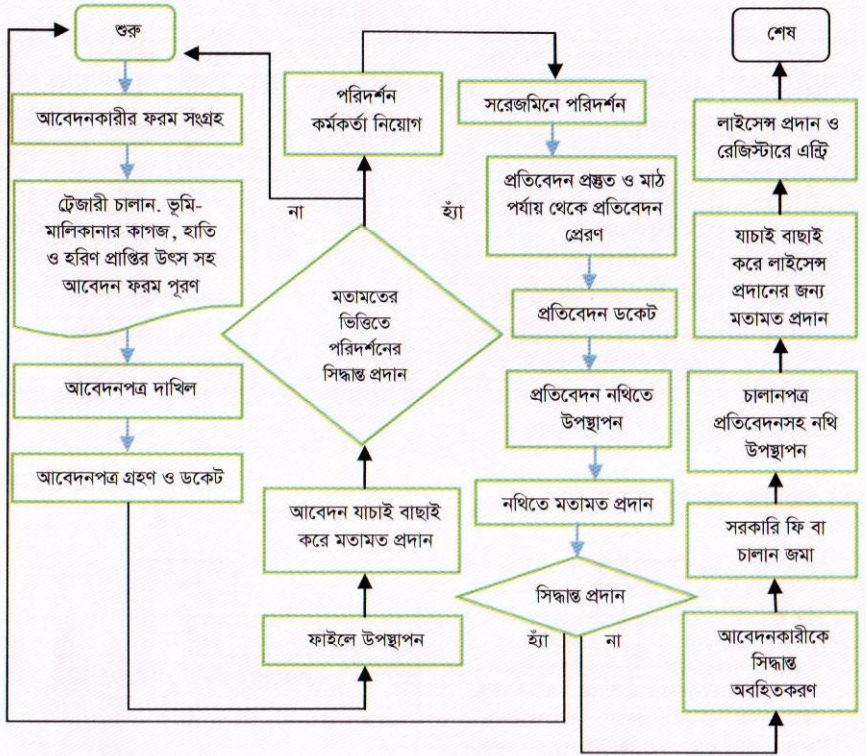 শুরু
আবেদনকারীর ফরম সংগ্রহ
ট্রেজারী চালান. ভূমি-
মালিকানার কাগজ, হাতি
ও হরিণ প্রাপ্তির উৎস সহ
আবেদন ফরম পূরণ
আবেদনপত্র দাখিল
আবেদনপত্র গ্রহণ ও ডকেট
ফাইলে উপস্থাপন
আবেদন যাচাই বাছাই
করে মতামত প্রদান
মতামতের
ভিত্তিতে
পরিদর্শনের
সিদ্ধান্ত প্রদান
না
হ্যাঁ
পরিদর্শন
কর্মকর্তা নিয়োগ
সরেজমিনে পরিদর্শন
প্রতিবেদন প্রস্তুত ও মাঠ
পর্যায় থেকে প্রতিবেদন
প্রেরণ
প্রতিবেদন ডকেট
প্রতিবেদন নথিতে
উপস্থাপন
নথিতে মতামত প্রদান
সিদ্ধান্ত প্রদান
হ্যাঁ
না
আবেদনকারীকে
সিদ্ধান্ত
অবহিতকরণ
সরকারি ফি বা
চালান জমা
চালানপত্র
প্রতিবেদনসহ নথি
উপস্থাপন
যাচাই বাছাই
করে লাইসেন্স
প্রদানের জন্য
মতামত প্রদান
লাইসেন্স প্রদান ও
রেজিস্টারে এন্ট্রি
শেষ